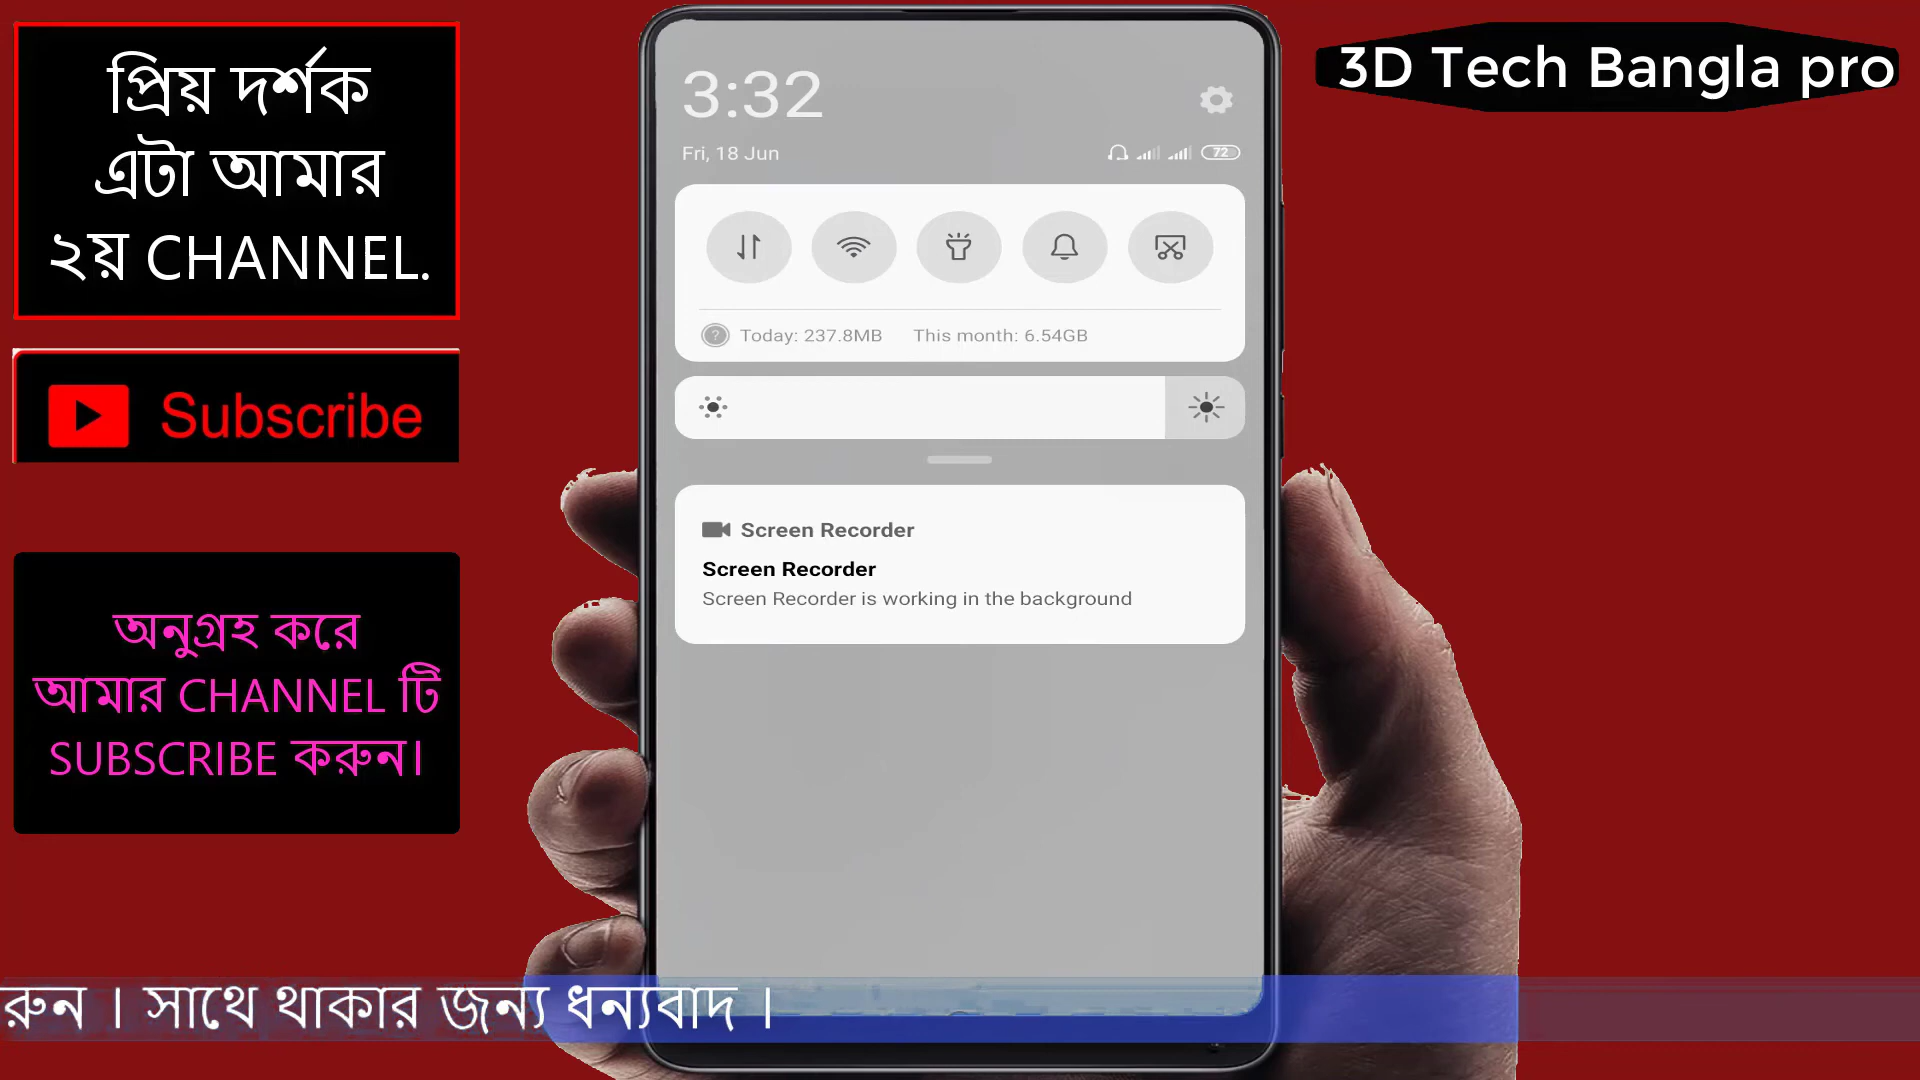 প্রিয় দর্শক
এটা আমার
২য় CHANNEL.
Subscribe
অনুগ্রহ করে
আমার CHANNEL টি
SUBSCRIBE করুন।
3D Tech Bangla pro
3:32
Fri, 18 Jun
72
Today: 237.8MB This month: 6.54GB
Screen Recorder
Screen Recorder
Screen Recorder is working in the background
রুন । সাথে থাকার জন্য ধন্যবাদ ।